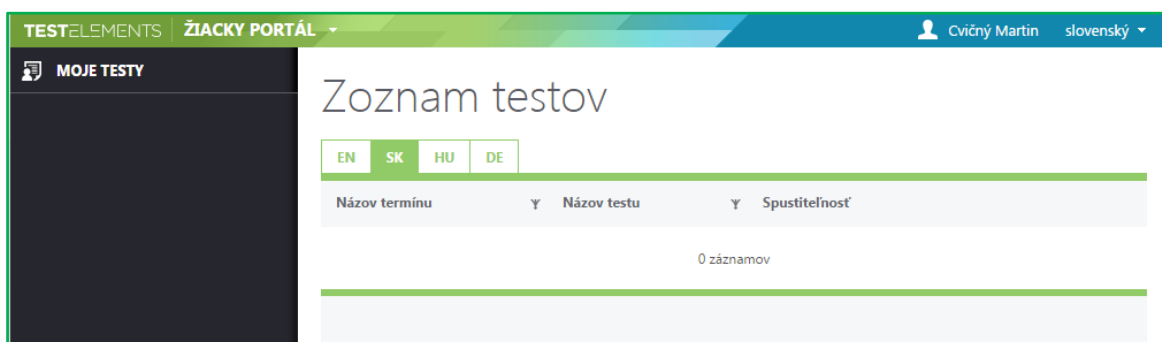 TESTELEMENTS ŽIACKY PORTÁL Cvičný Martin slovenský
MOJE TESTY
Zoznam testov
EN SK HU DE
Názov termínu Názov testu Spustiteľnosť
0 záznamov